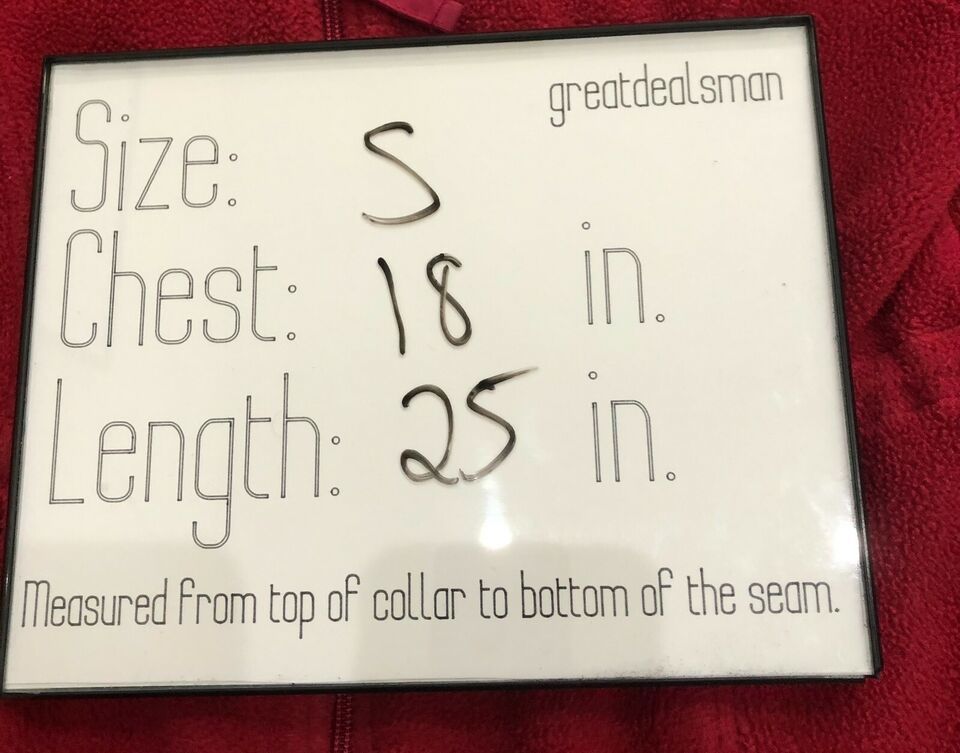 greatdealsman
Size: S
Chest: 18 in.
Length: 25 in.
Measured from top of collar to bottom of the seam.